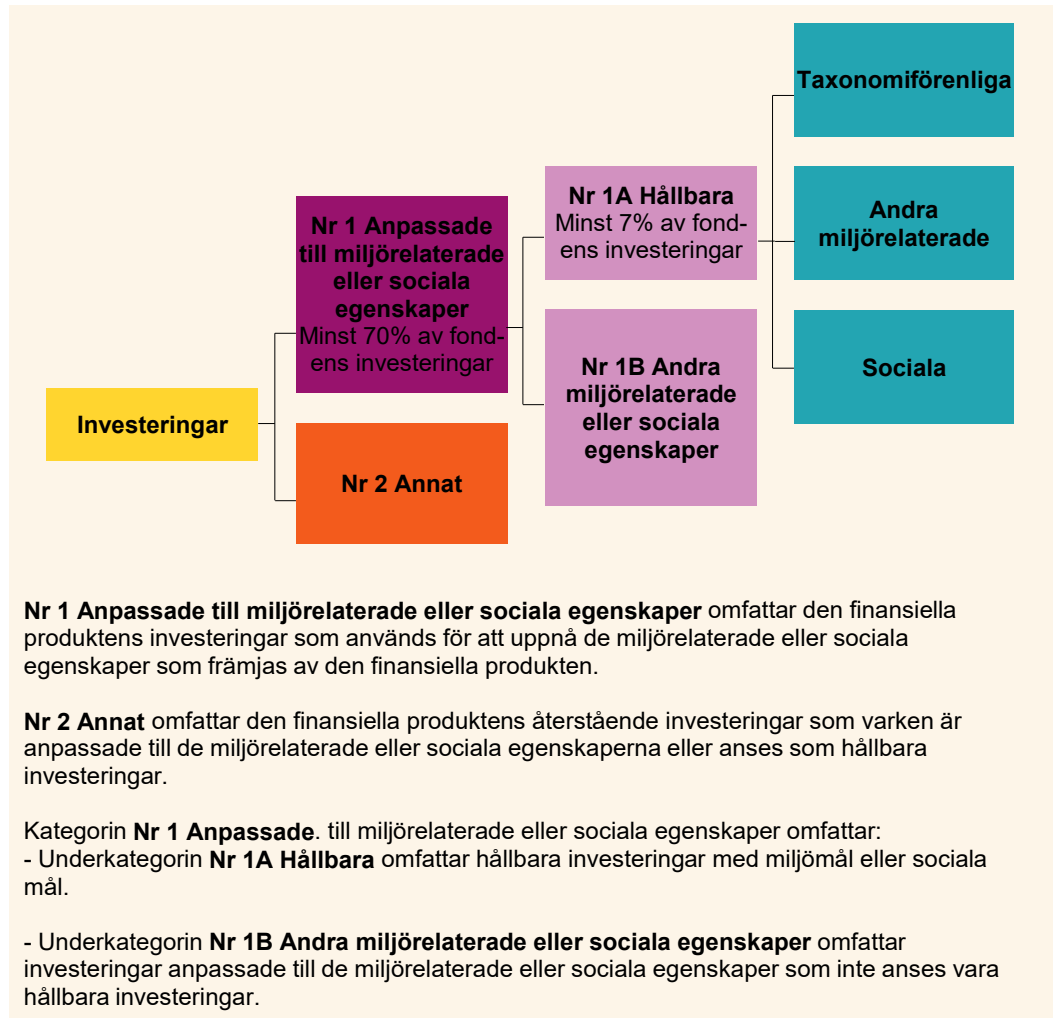 Taxonomiförenliga
Nr 1A Hållbara
Minst 7% av fond-
ens investeringar
Andra
miljörelaterade
Nr 1 Anpassade
till miljörelaterade
eller sociala
egenskaper
Minst 70% av fond-
ens investeringar
Nr 1B Andra
miljörelaterade
eller sociala
egenskaper
Sociala
Investeringar
Nr 2 Annat
Nr 1 Anpassade till miljörelaterade eller sociala egenskaper omfattar den finansiella
produktens investeringar som används för att uppnå de miljörelaterade eller sociala
egenskaper som främjas av den finansiella produkten.
Nr 2 Annat omfattar den finansiella produktens återstående investeringar som varken är
anpassade till de miljörelaterade eller sociala egenskaperna eller anses som hållbara
investeringar.
Kategorin Nr 1 Anpassade. till miljörelaterade eller sociala egenskaper omfattar:
- Underkategorin Nr 1A Hållbara omfattar hållbara investeringar med miljömål eller sociala
mål.
- Underkategorin Nr 1B Andra miljörelaterade eller sociala egenskaper omfattar
investeringar anpassade till de miljörelaterade eller sociala egenskaper som inte anses vara
hållbara investeringar.